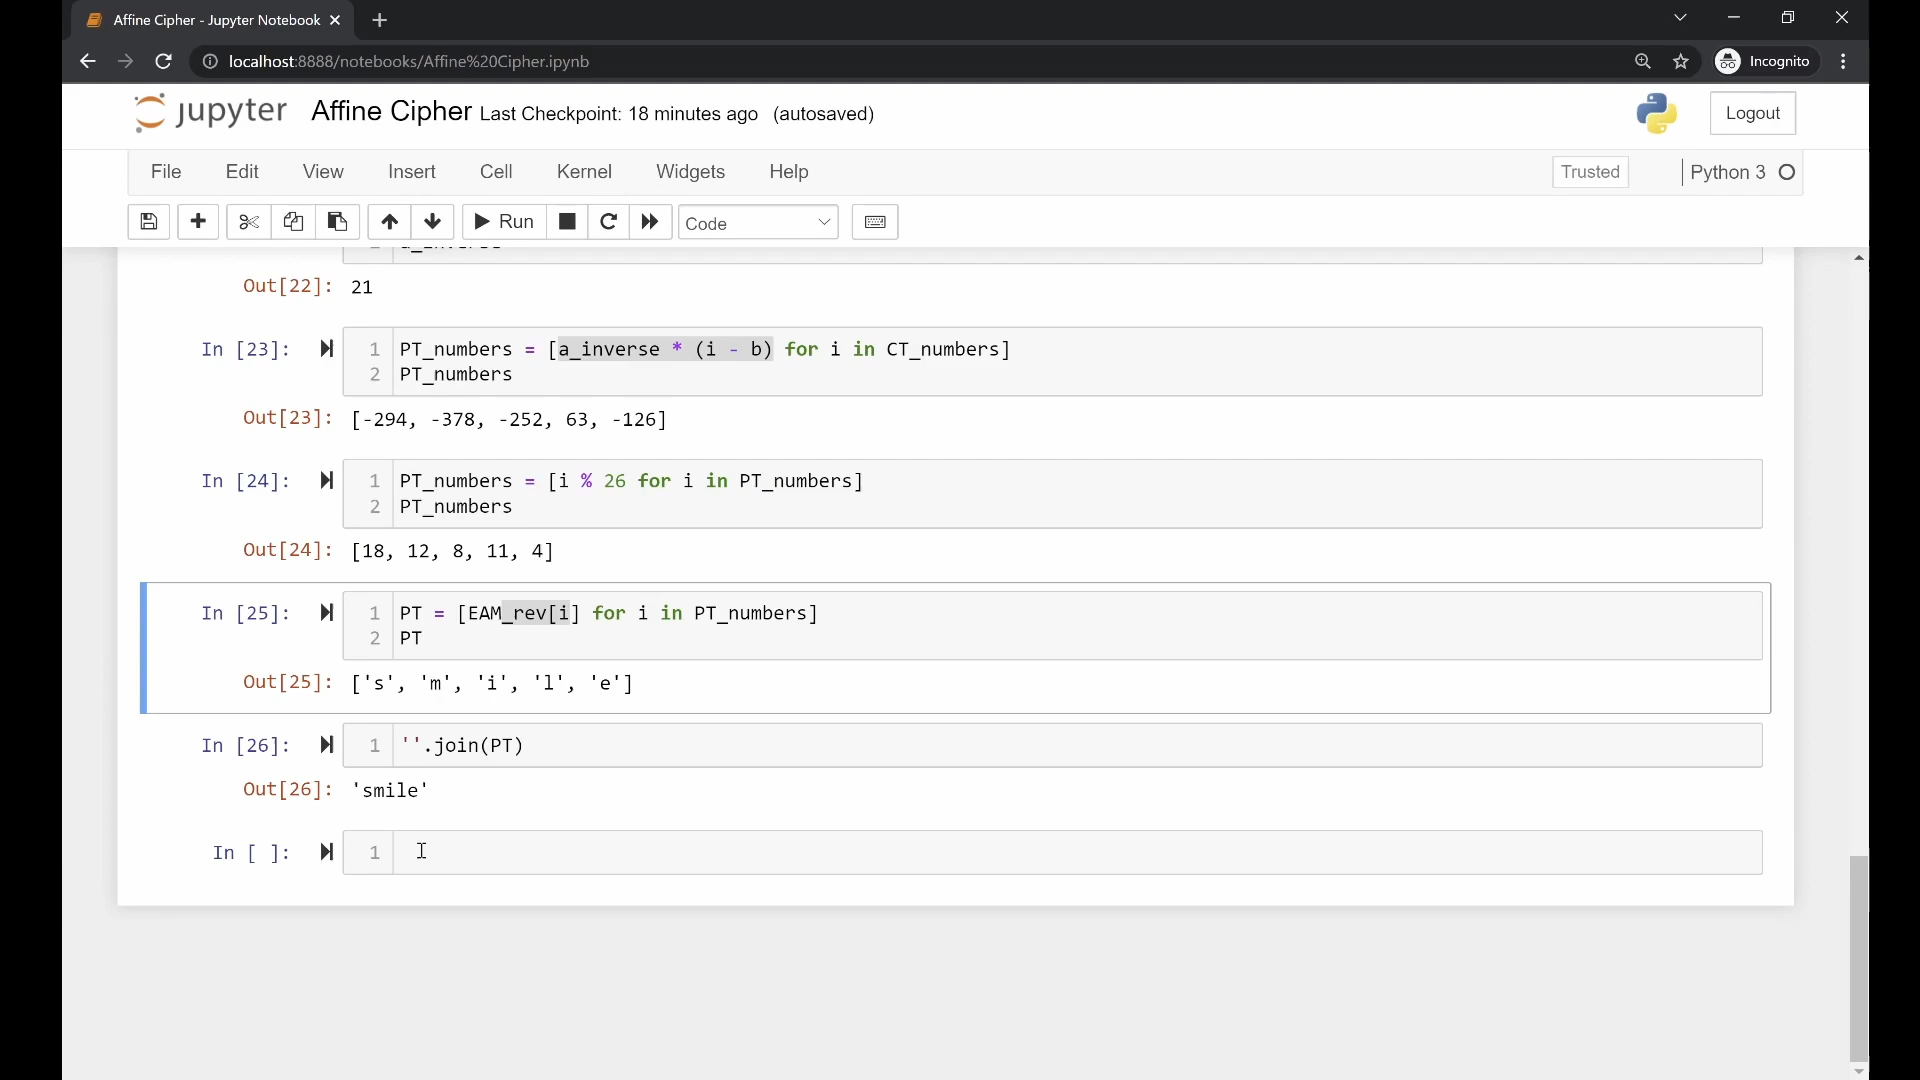 Affine Cipher - Jupyter Notebook
localhost:8888/notebooks/Affine%20Cipher.ipynb
Incognito
jupyter Affine Cipher Last Checkpoint: 18 minutes ago (autosaved)
Logout
File Edit View Insert Cell Kernel Widgets Help
Trusted
Python 3
Run
Code
Out[22]: 21
In [23]: 1 PT_numbers = [a_inverse * (i - b) for i in CT_numbers]
2 PT_numbers
Out[23]: [-294, -378, -252, 63, -126]
In [24]: 1 PT_numbers = [i % 26 for i in PT_numbers]
2 PT_numbers
Out[24]: [18, 12, 8, 11, 4]
In [25]: 1 PT = [EAM_rev[i] for i in PT_numbers]
2 PT
Out[25]: ['s', 'm', 'i', 'l', 'e']
In [26]: 1 ''.join(PT)
Out[26]: 'smile'
In [ ]: 1